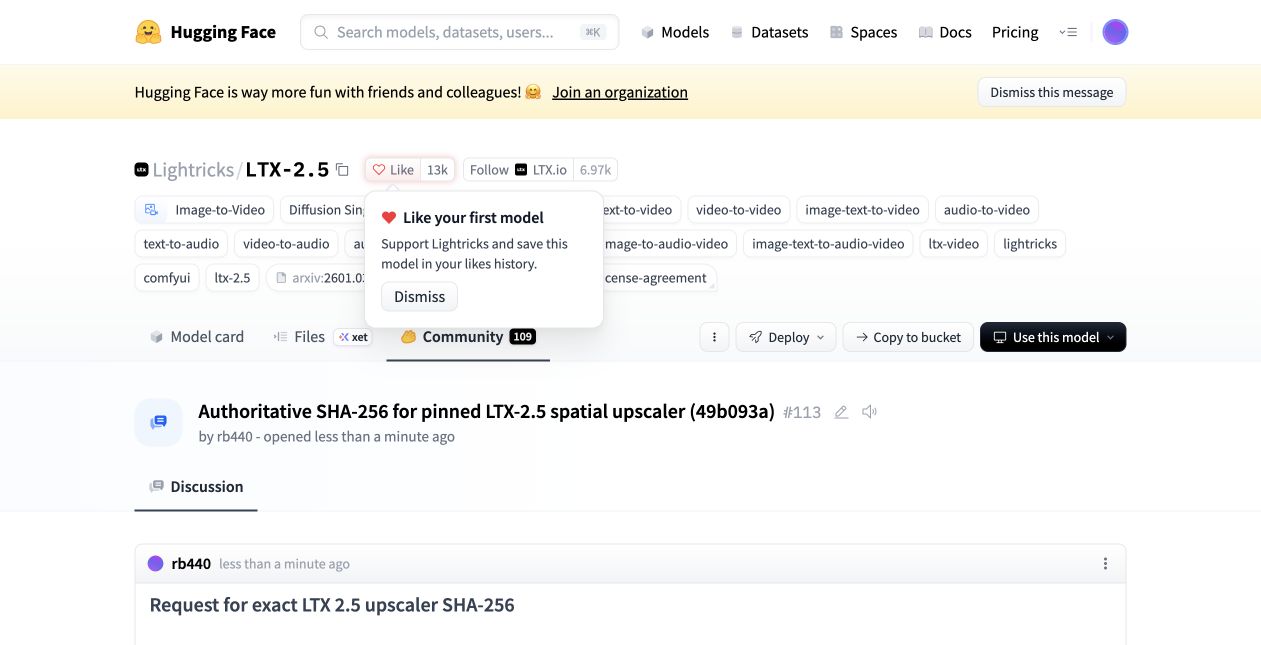 Hugging Face Search models, datasets, users... ⌘K Models Datasets Spaces Docs Pricing
Hugging Face is way more fun with friends and colleagues! 🤗 Join an organization Dismiss this message
Lightricks/LTX-2.5 Like 13k Follow LTX.io 6.97k
Image-to-Video Diffusion Sin ext-to-video video-to-video image-text-to-video audio-to-video
text-to-audio video-to-audio au mage-to-audio-video image-text-to-audio-video ltx-video lightricks
comfyui ltx-2.5 arxiv:2601.0 cense-agreement
Like your first model
Support Lightricks and save this
model in your likes history.
Dismiss
Model card Files xet Community 109 Deploy Copy to bucket Use this model
Authoritative SHA-256 for pinned LTX-2.5 spatial upscaler (49b093a) #113
by rb440 - opened less than a minute ago
Discussion
rb440 less than a minute ago
Request for exact LTX 2.5 upscaler SHA-256